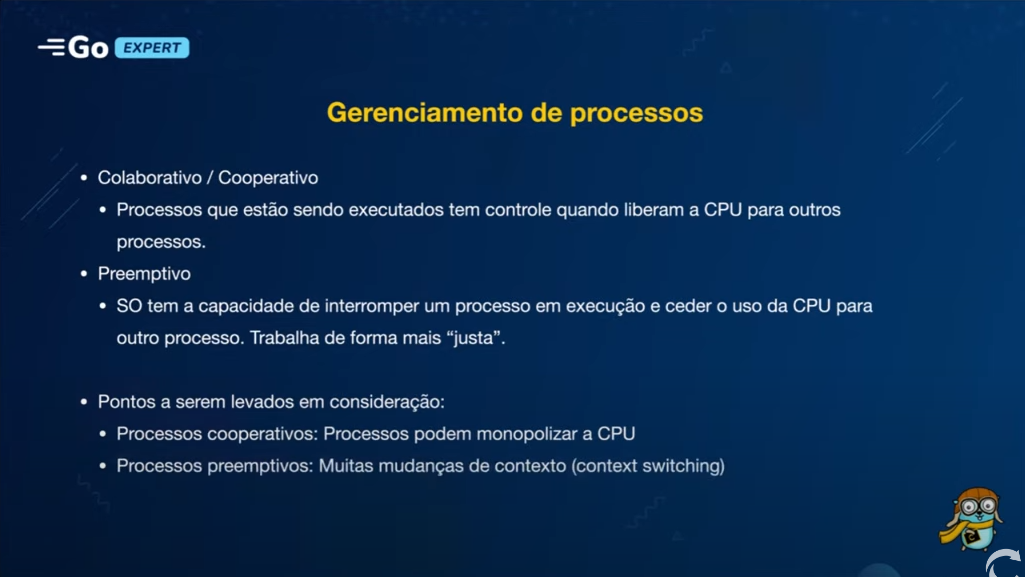 Go EXPERT
Gerenciamento de processos
• Colaborativo / Cooperativo
• Processos que estão sendo executados tem controle quando liberam a CPU para outros
processos.
• Preemptivo
• SO tem a capacidade de interromper um processo em execução e ceder o uso da CPU para
outro processo. Trabalha de forma mais “justa”.
• Pontos a serem levados em consideração:
• Processos cooperativos: Processos podem monopolizar a CPU
• Processos preemptivos: Muitas mudanças de contexto (context switching)